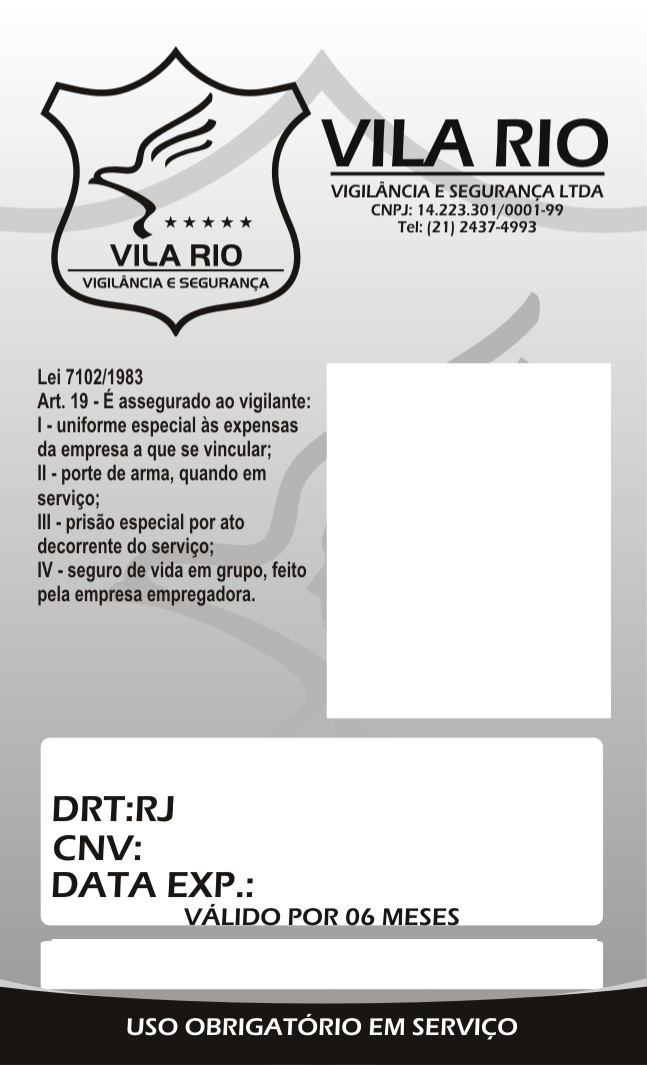 VILA RIO
VIGILÂNCIA E SEGURANÇA
VILA RIO
VIGILÂNCIA E SEGURANÇA LTDA
CNPJ: 14.223.301/0001-99
Tel: (21) 2437-4993
Lei 7102/1983
Art. 19 - É assegurado ao vigilante:
I - uniforme especial às expensas
da empresa a que se vincular;
II - porte de arma, quando em
serviço;
III - prisão especial por ato
decorrente do serviço;
IV - seguro de vida em grupo, feito
pela empresa empregadora.
DRT:RJ
CNV:
DATA EXP.:
VÁLIDO POR 06 MESES
USO OBRIGATÓRIO EM SERVIÇO